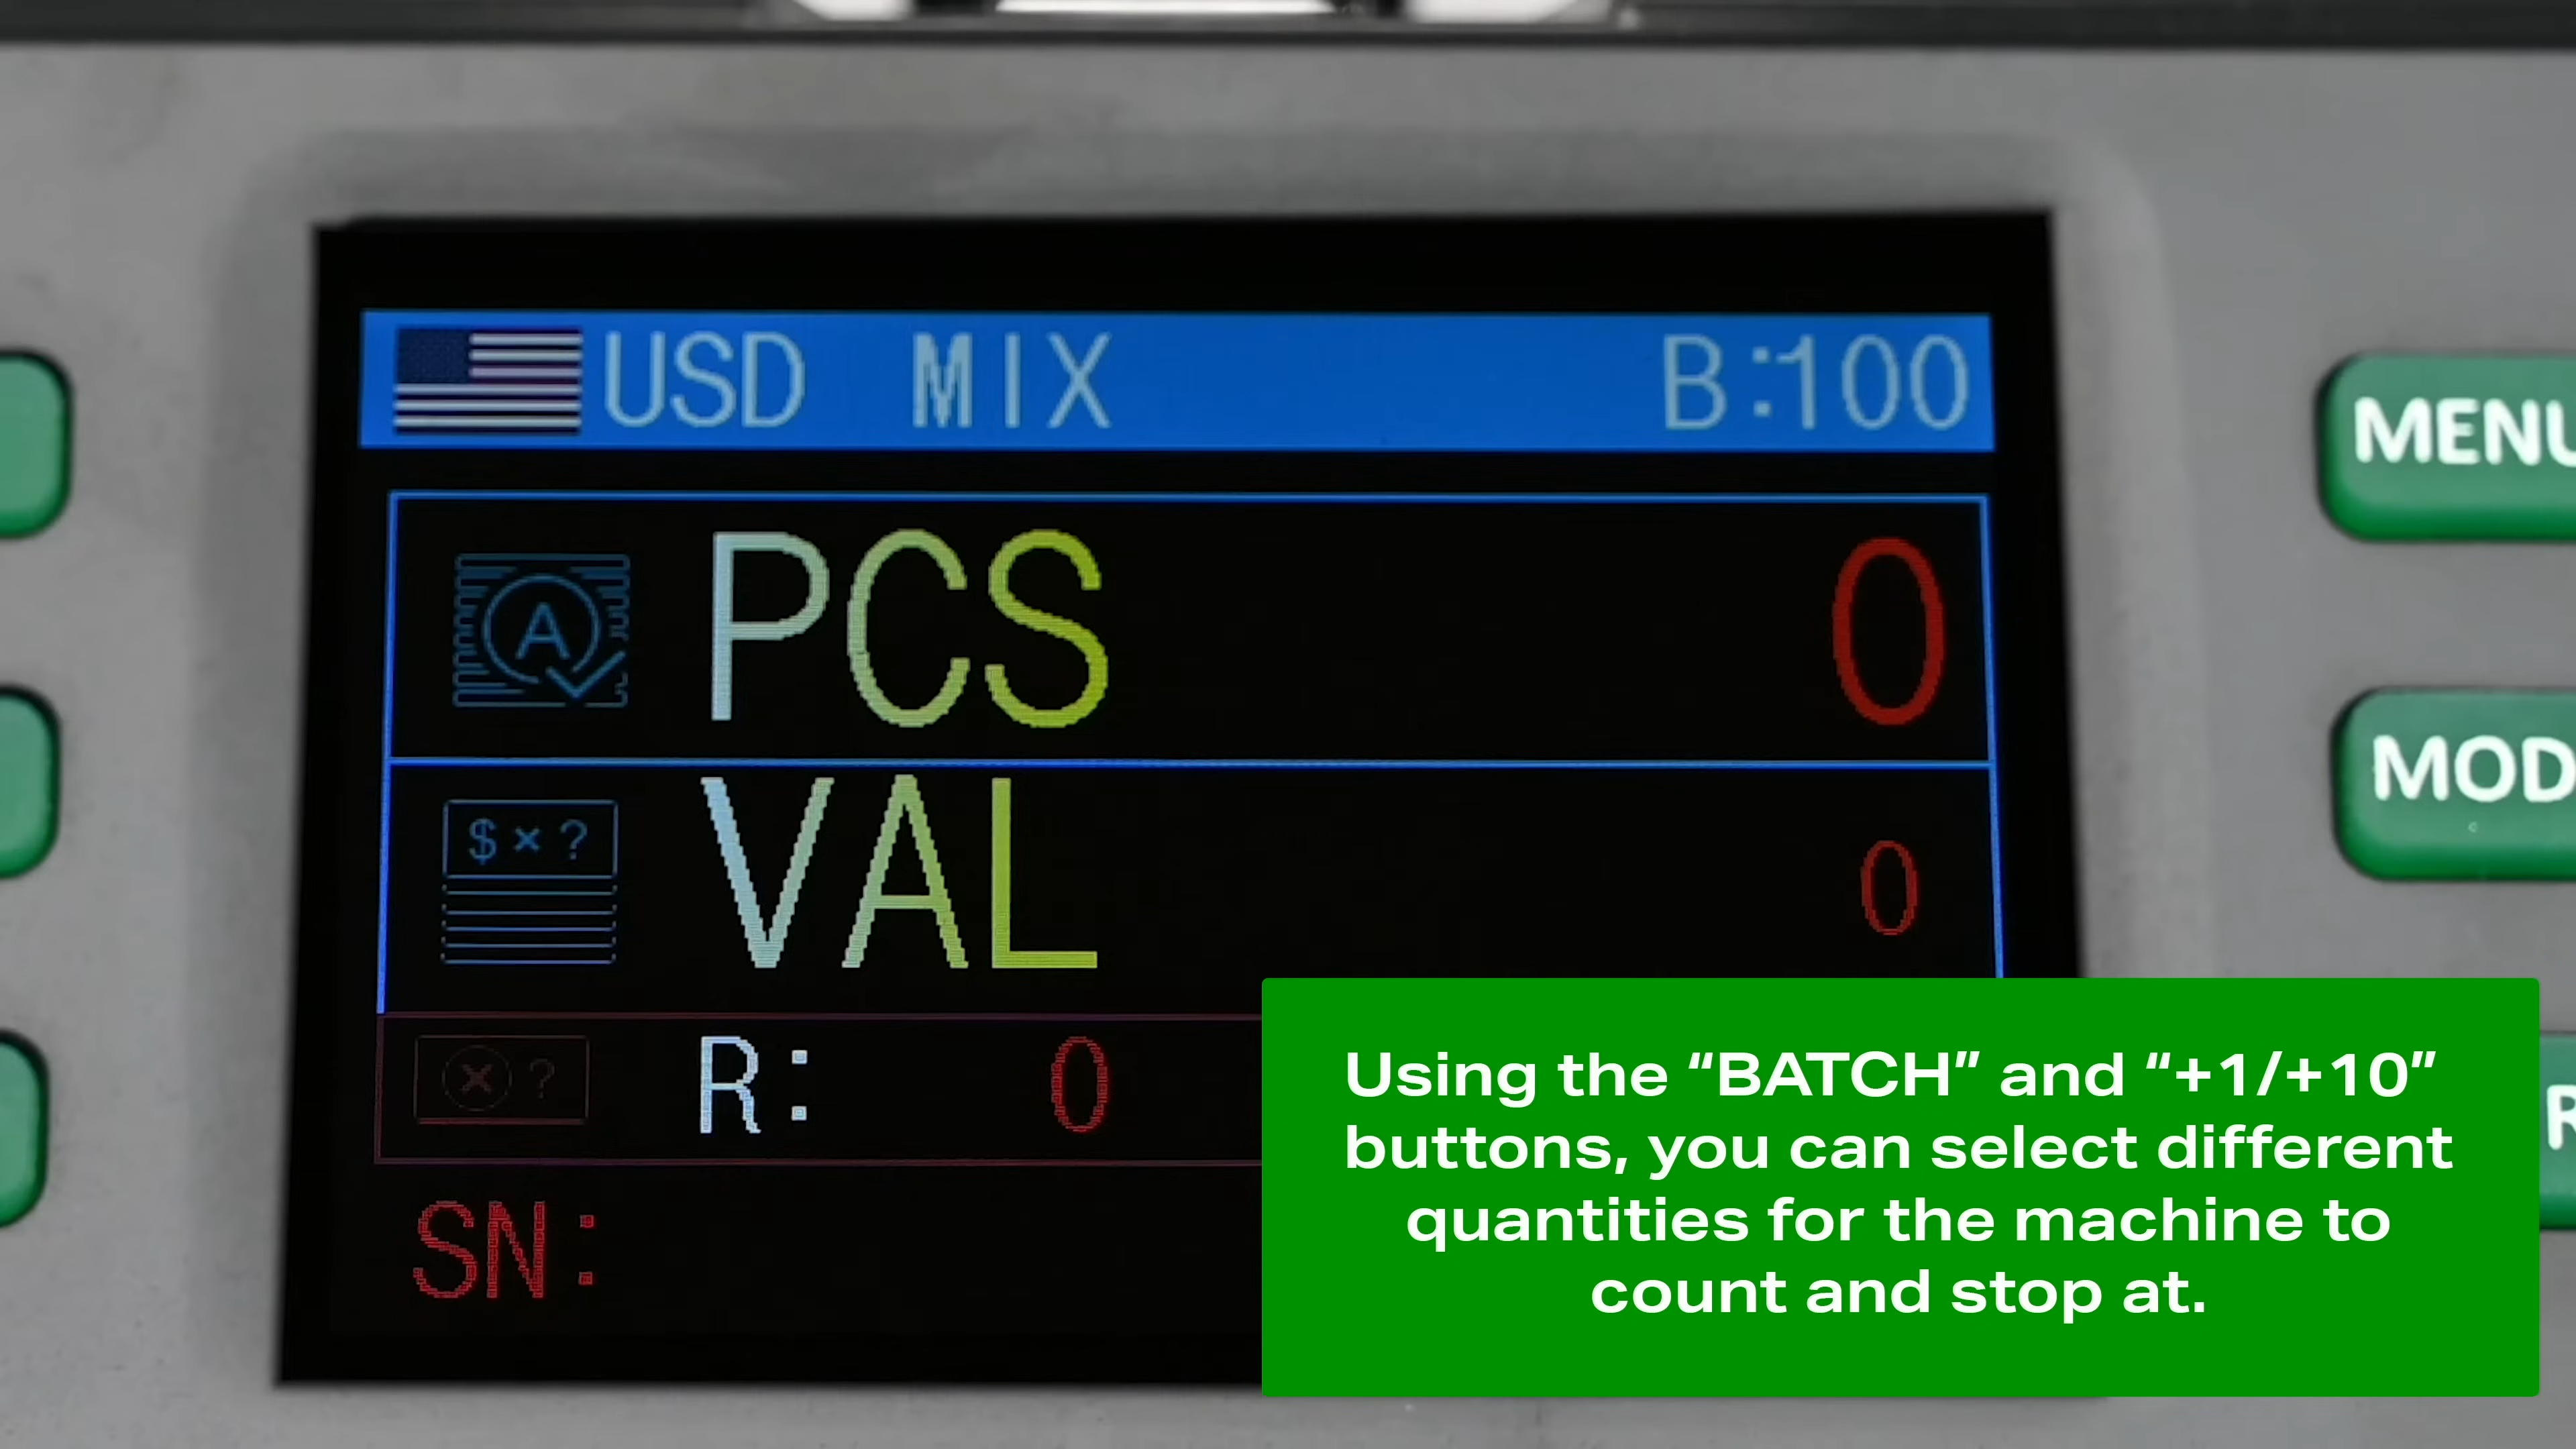 USD MIX B:100
PCS 0
VAL 0
R: 0
SN:
A
$ × ?
× ?
MENU
MOD
R
Using the “BATCH” and “+1/+10”
buttons, you can select different
quantities for the machine to
count and stop at.